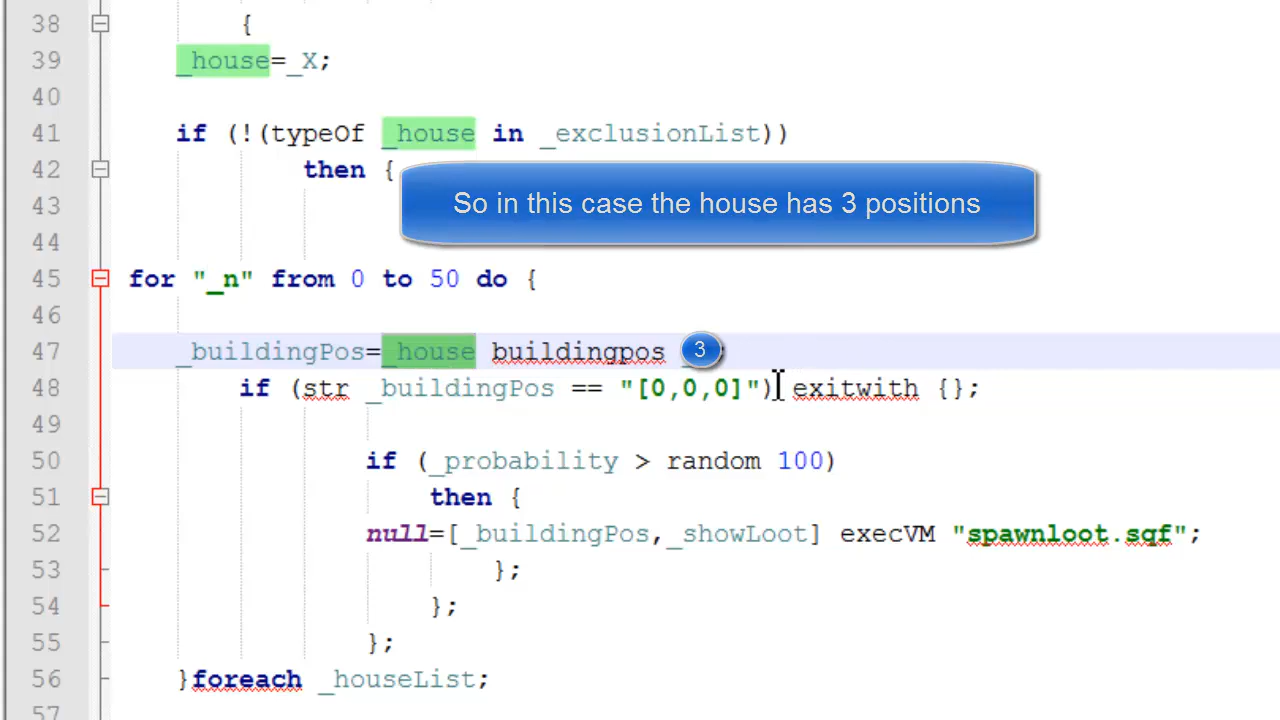 38 {
39 _house=_X;
40
41 if (!(typeOf _house in _exclusionList))
42 then {
So in this case the house has 3 positions
43
44
45 for "_n" from 0 to 50 do {
46
47 _buildingPos=_house buildingpos 3;
48 if (str _buildingPos == "[0,0,0]") exitwith {};
49
50 if (_probability > random 100)
51 then {
52 null=[_buildingPos,_showLoot] execVM "spawnloot.sqf";
53 };
54 };
55 };
56 }foreach _houseList;
57